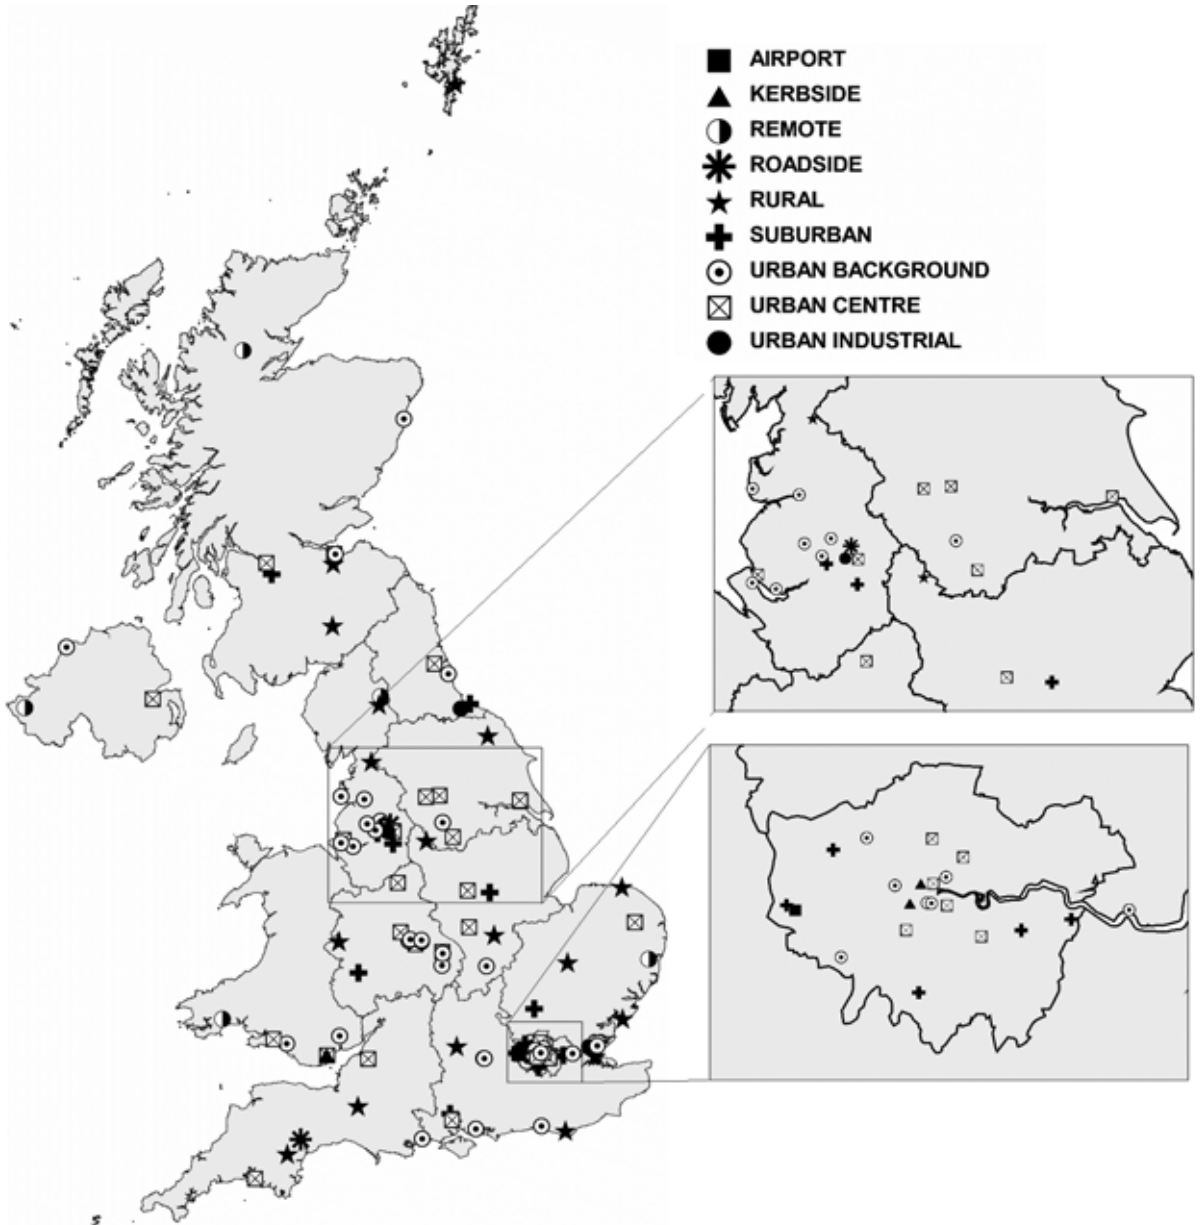 AIRPORT
KERBSIDE
REMOTE
ROADSIDE
RURAL
SUBURBAN
URBAN BACKGROUND
URBAN CENTRE
URBAN INDUSTRIAL